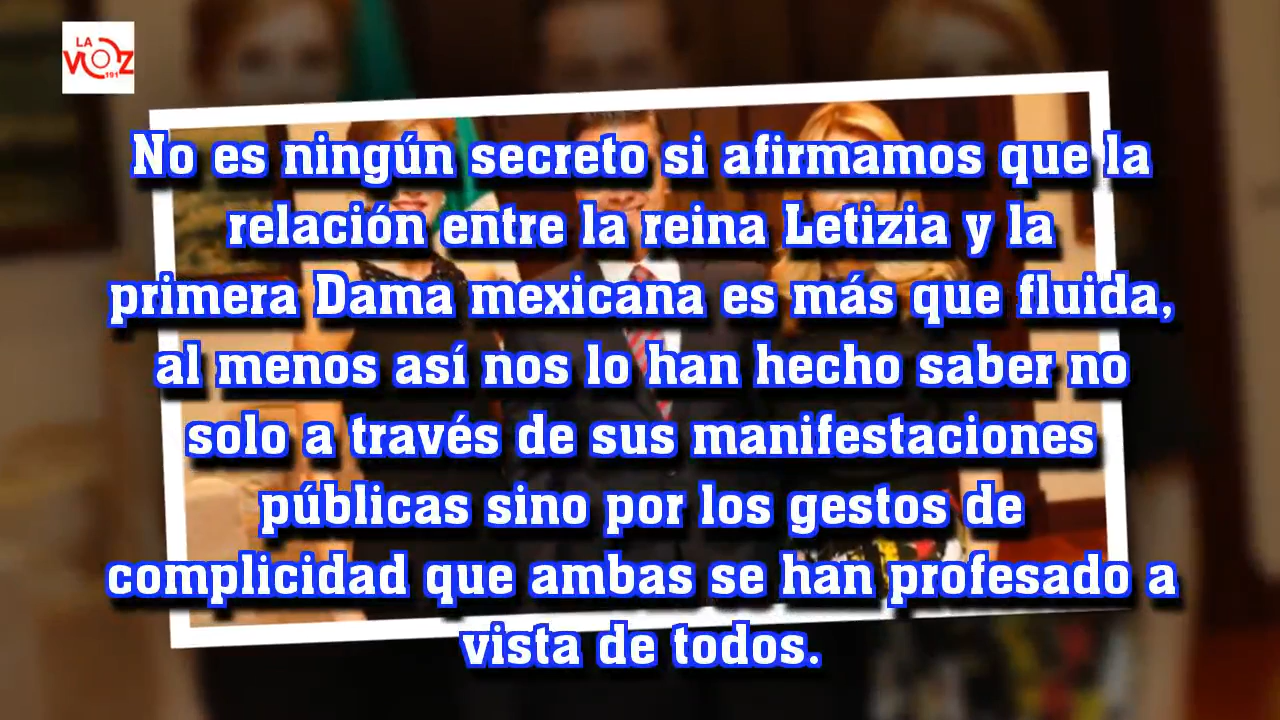 LA
VOZ
191
No es ningún secreto si afirmamos que la
relación entre la reina Letizia y la
primera Dama mexicana es más que fluida,
al menos así nos lo han hecho saber no
solo a través de sus manifestaciones
públicas sino por los gestos de
complicidad que ambas se han profesado a
vista de todos.